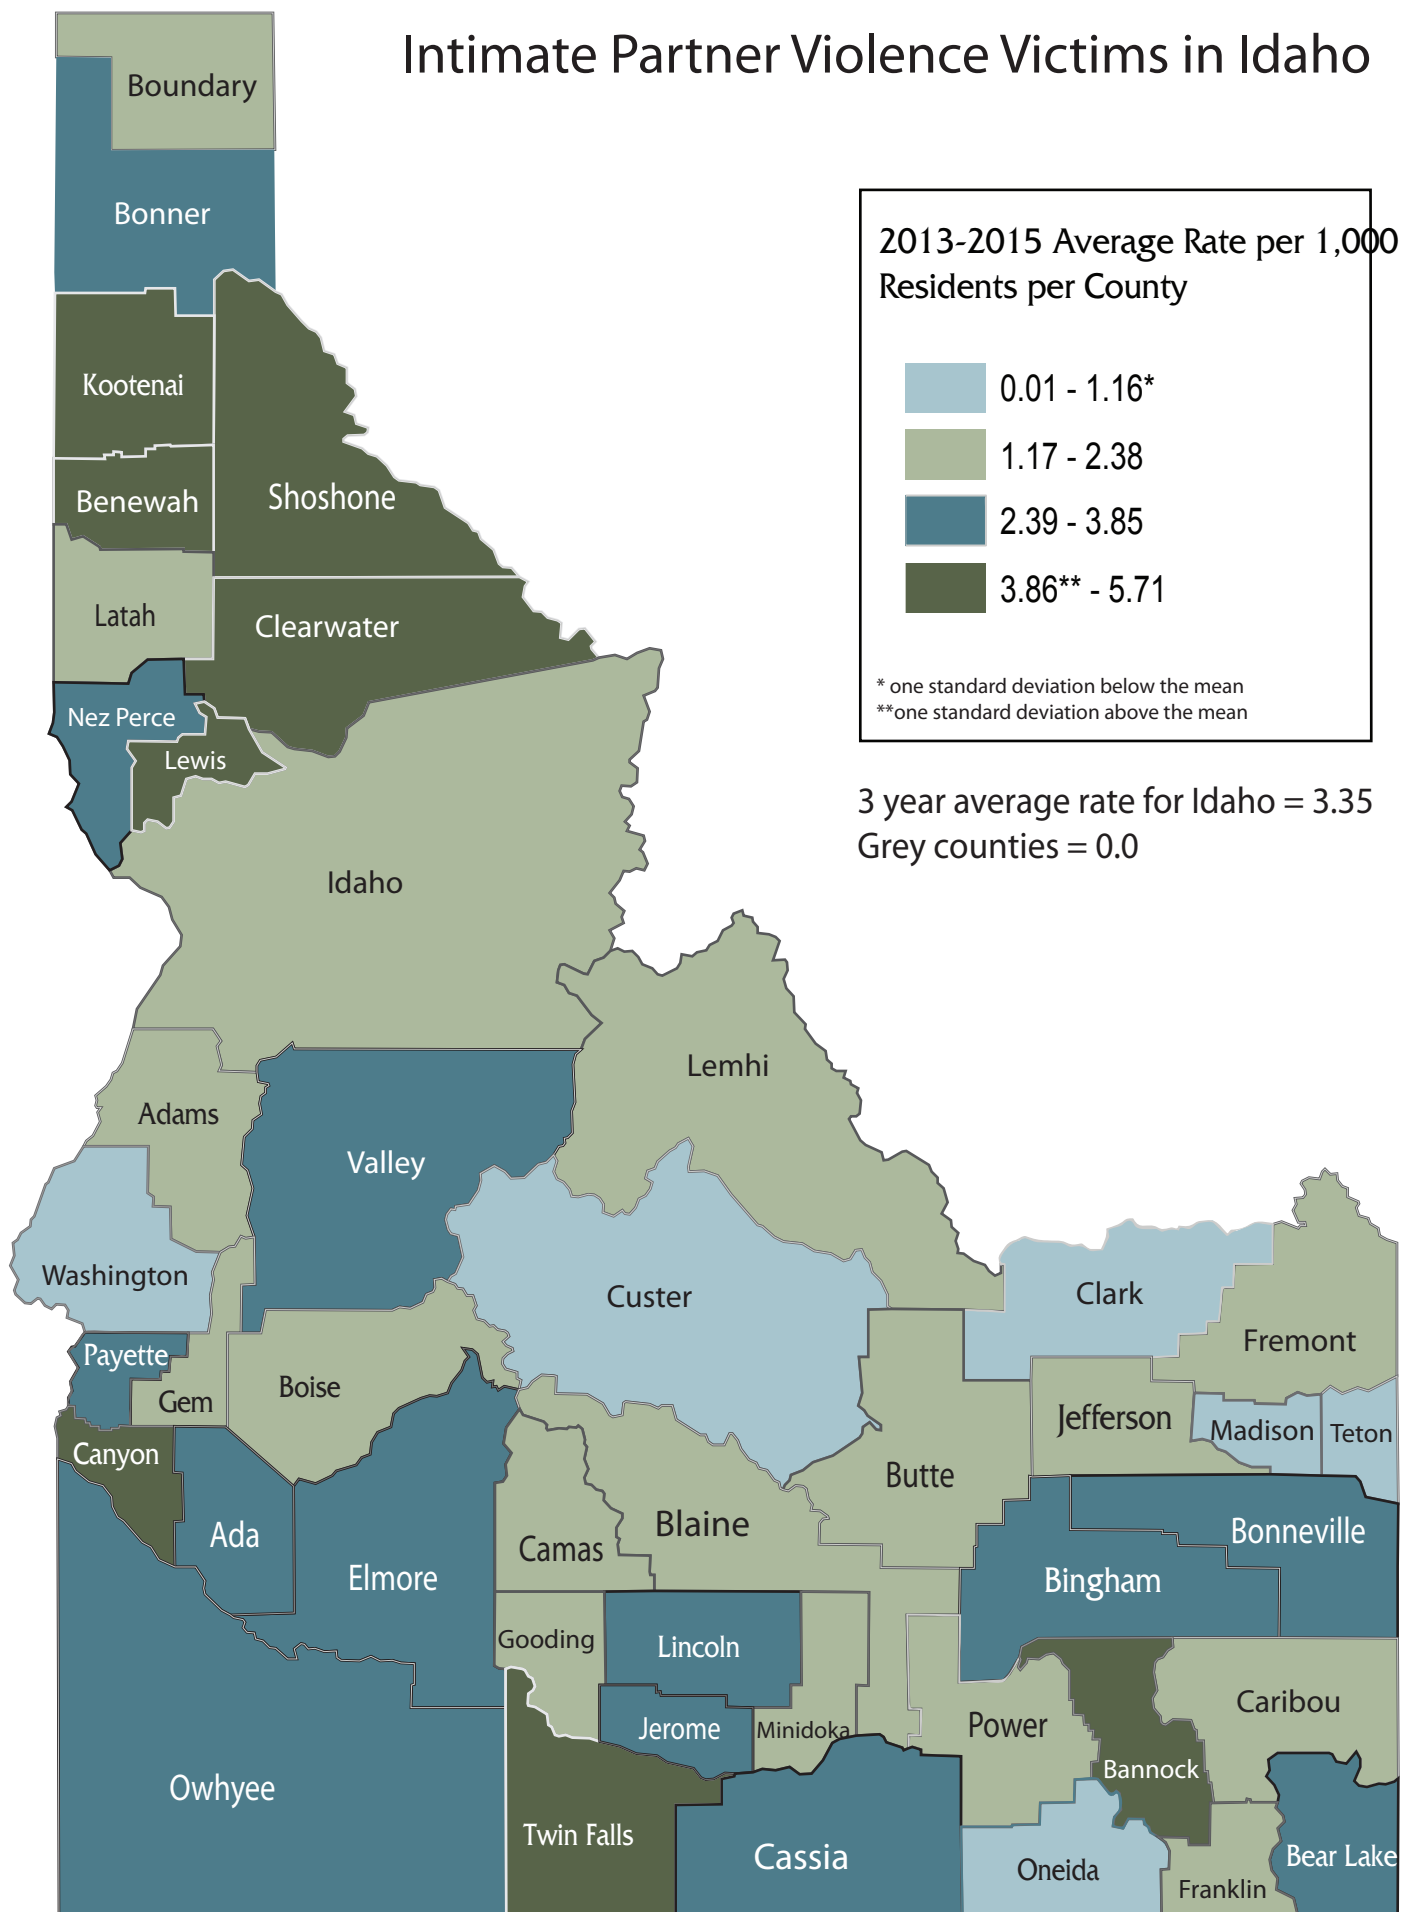 Intimate Partner Violence Victims in Idaho
Boundary
Bonner
2013-2015 Average Rate per 1,000
Residents per County
0.01 - 1.16*
1.17 - 2.38
2.39 - 3.85
3.86** - 5.71
* one standard deviation below the mean
**one standard deviation above the mean
3 year average rate for Idaho = 3.35
Grey counties = 0.0
Kootenai
Benewah
Shoshone
Latah
Clearwater
Nez Perce
Lewis
Idaho
Lemhi
Adams
Valley
Washington
Custer
Clark
Fremont
Payette
Gem
Boise
Jefferson
Madison
Teton
Canyon
Butte
Ada
Blaine
Bonneville
Camas
Elmore
Bingham
Gooding
Lincoln
Caribou
Jerome
Minidoka
Power
Bannock
Owhyee
Twin Falls
Cassia
Oneida
Bear Lake
Franklin